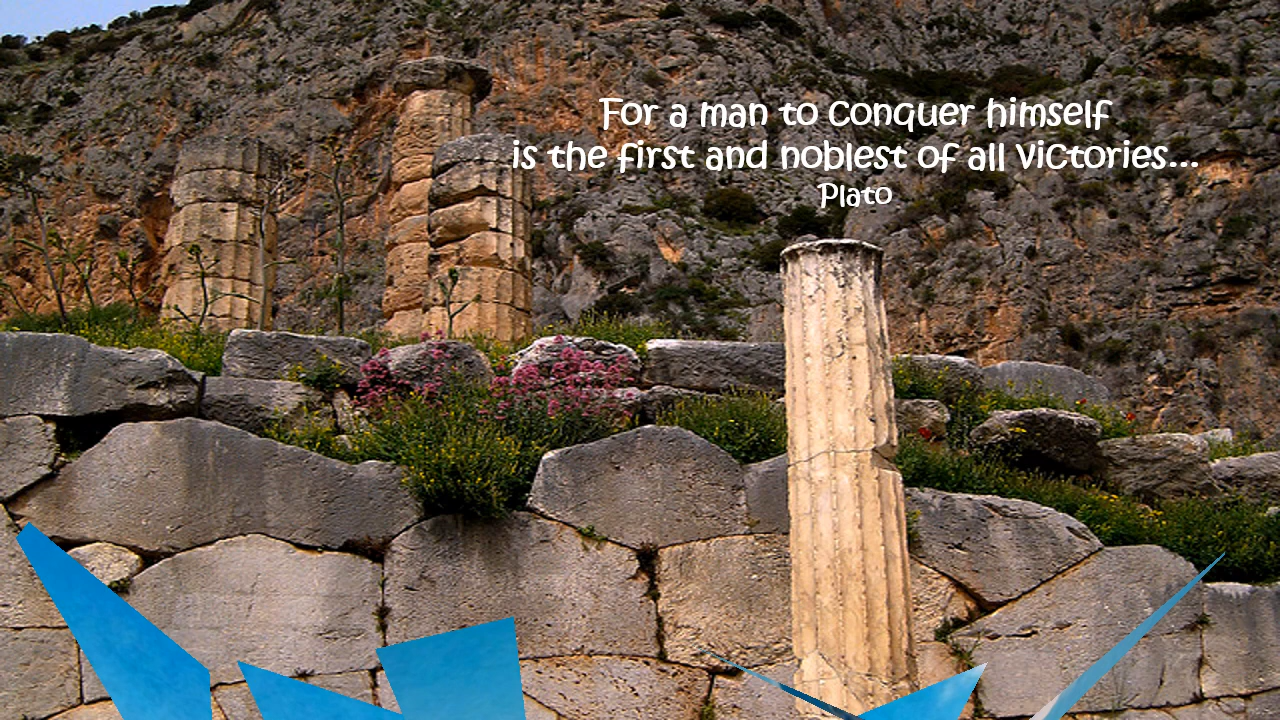 For a man to conquer himself
is the first and noblest of all victories...
Plato